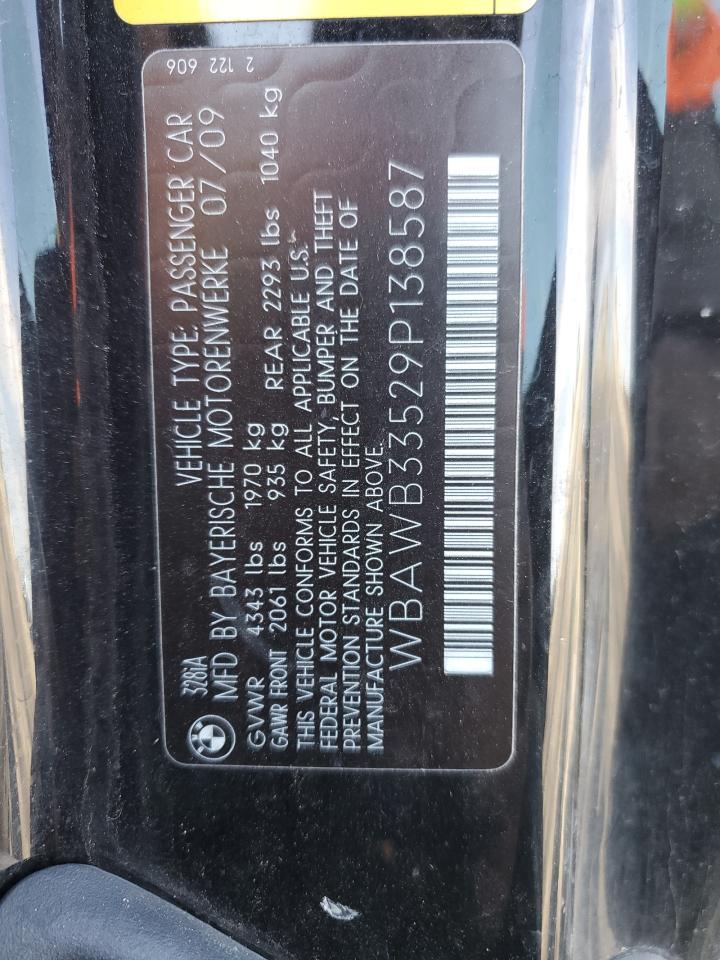 2 122 606
328iA VEHICLE TYPE: PASSENGER CAR
MFD BY BAYERISCHE MOTORENWERKE 07/09
GVWR 4343 lbs 1970 kg
GAWR FRONT 2061 lbs 935 kg REAR 2293 lbs 1040 kg
THIS VEHICLE CONFORMS TO ALL APPLICABLE U.S.
FEDERAL MOTOR VEHICLE SAFETY, BUMPER AND THEFT
PREVENTION STANDARDS IN EFFECT ON THE DATE OF
MANUFACTURE SHOWN ABOVE.
WBAWB33529P138587